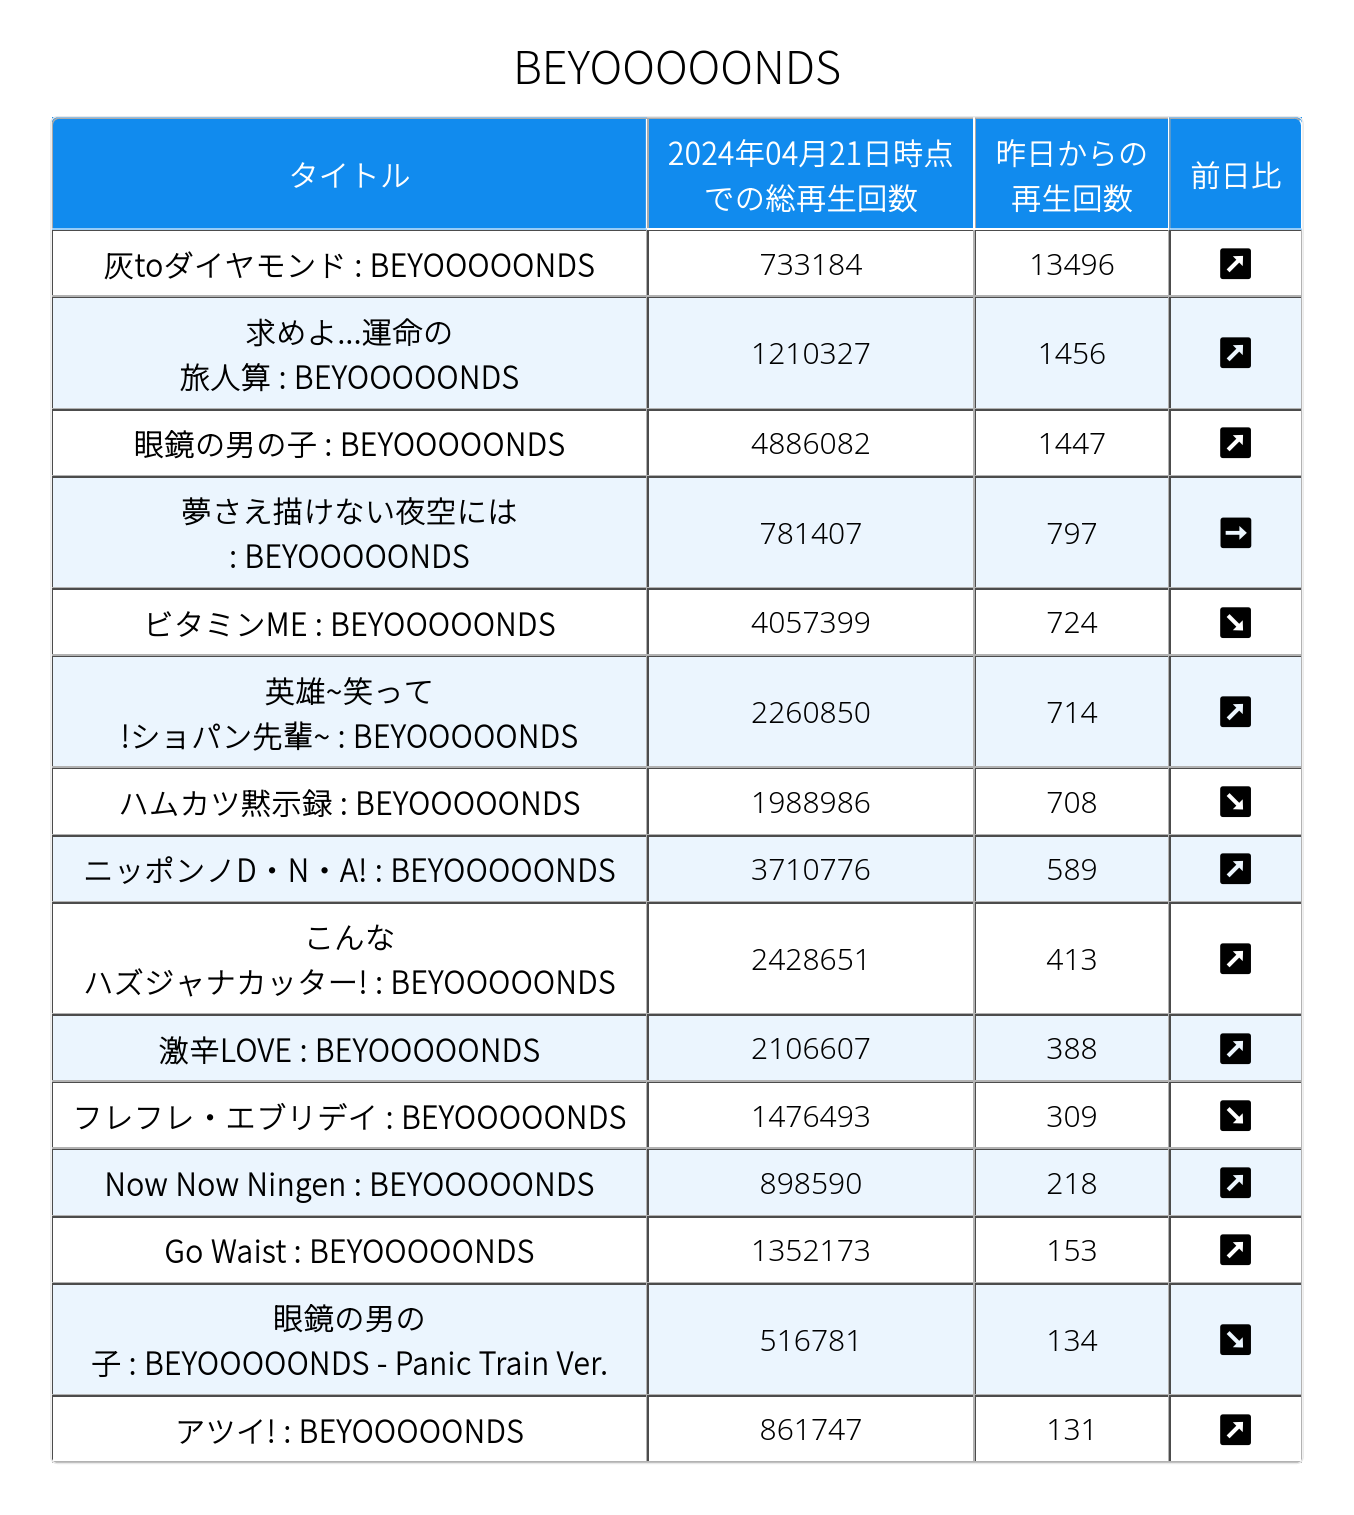 BEYOOOOONDS
タイトル
2024年04月21日時点
での総再生回数
昨日からの
再生回数
前日比
灰toダイヤモンド : BEYOOOOONDS
733184
13496
求めよ...運命の
旅人算 : BEYOOOOONDS
1210327
1456
眼鏡の男の子 : BEYOOOOONDS
4886082
1447
夢さえ描けない夜空には
: BEYOOOOONDS
781407
797
ビタミンME : BEYOOOOONDS
4057399
724
英雄~笑って
!ショパン先輩~ : BEYOOOOONDS
2260850
714
ハムカツ黙示録 : BEYOOOOONDS
1988986
708
ニッポンノD・N・A! : BEYOOOOONDS
3710776
589
こんな
ハズジャナカッター! : BEYOOOOONDS
2428651
413
激辛LOVE : BEYOOOOONDS
2106607
388
フレフレ・エブリデイ : BEYOOOOONDS
1476493
309
Now Now Ningen : BEYOOOOONDS
898590
218
Go Waist : BEYOOOOONDS
1352173
153
眼鏡の男の
子 : BEYOOOOONDS - Panic Train Ver.
516781
134
アツイ! : BEYOOOOONDS
861747
131